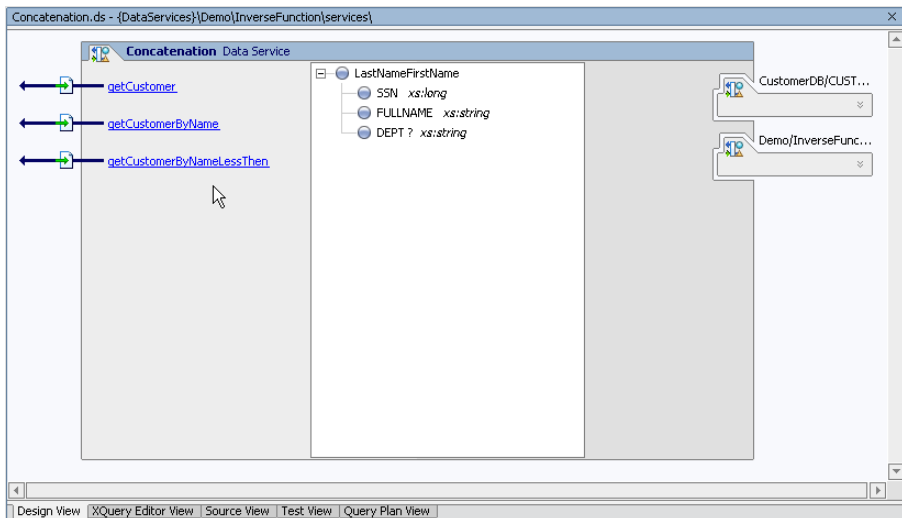 Concatenation.ds - {DataServices}\Demo\InverseFunction\services\
Concatenation Data Service
getCustomer
getCustomerByName
getCustomerByNameLessThen
LastNameFirstName
SSN xs:long
FULLNAME xs:string
DEPT ? xs:string
CustomerDB/CUST...
Demo/InverseFunc...
Design View XQuery Editor View Source View Test View Query Plan View